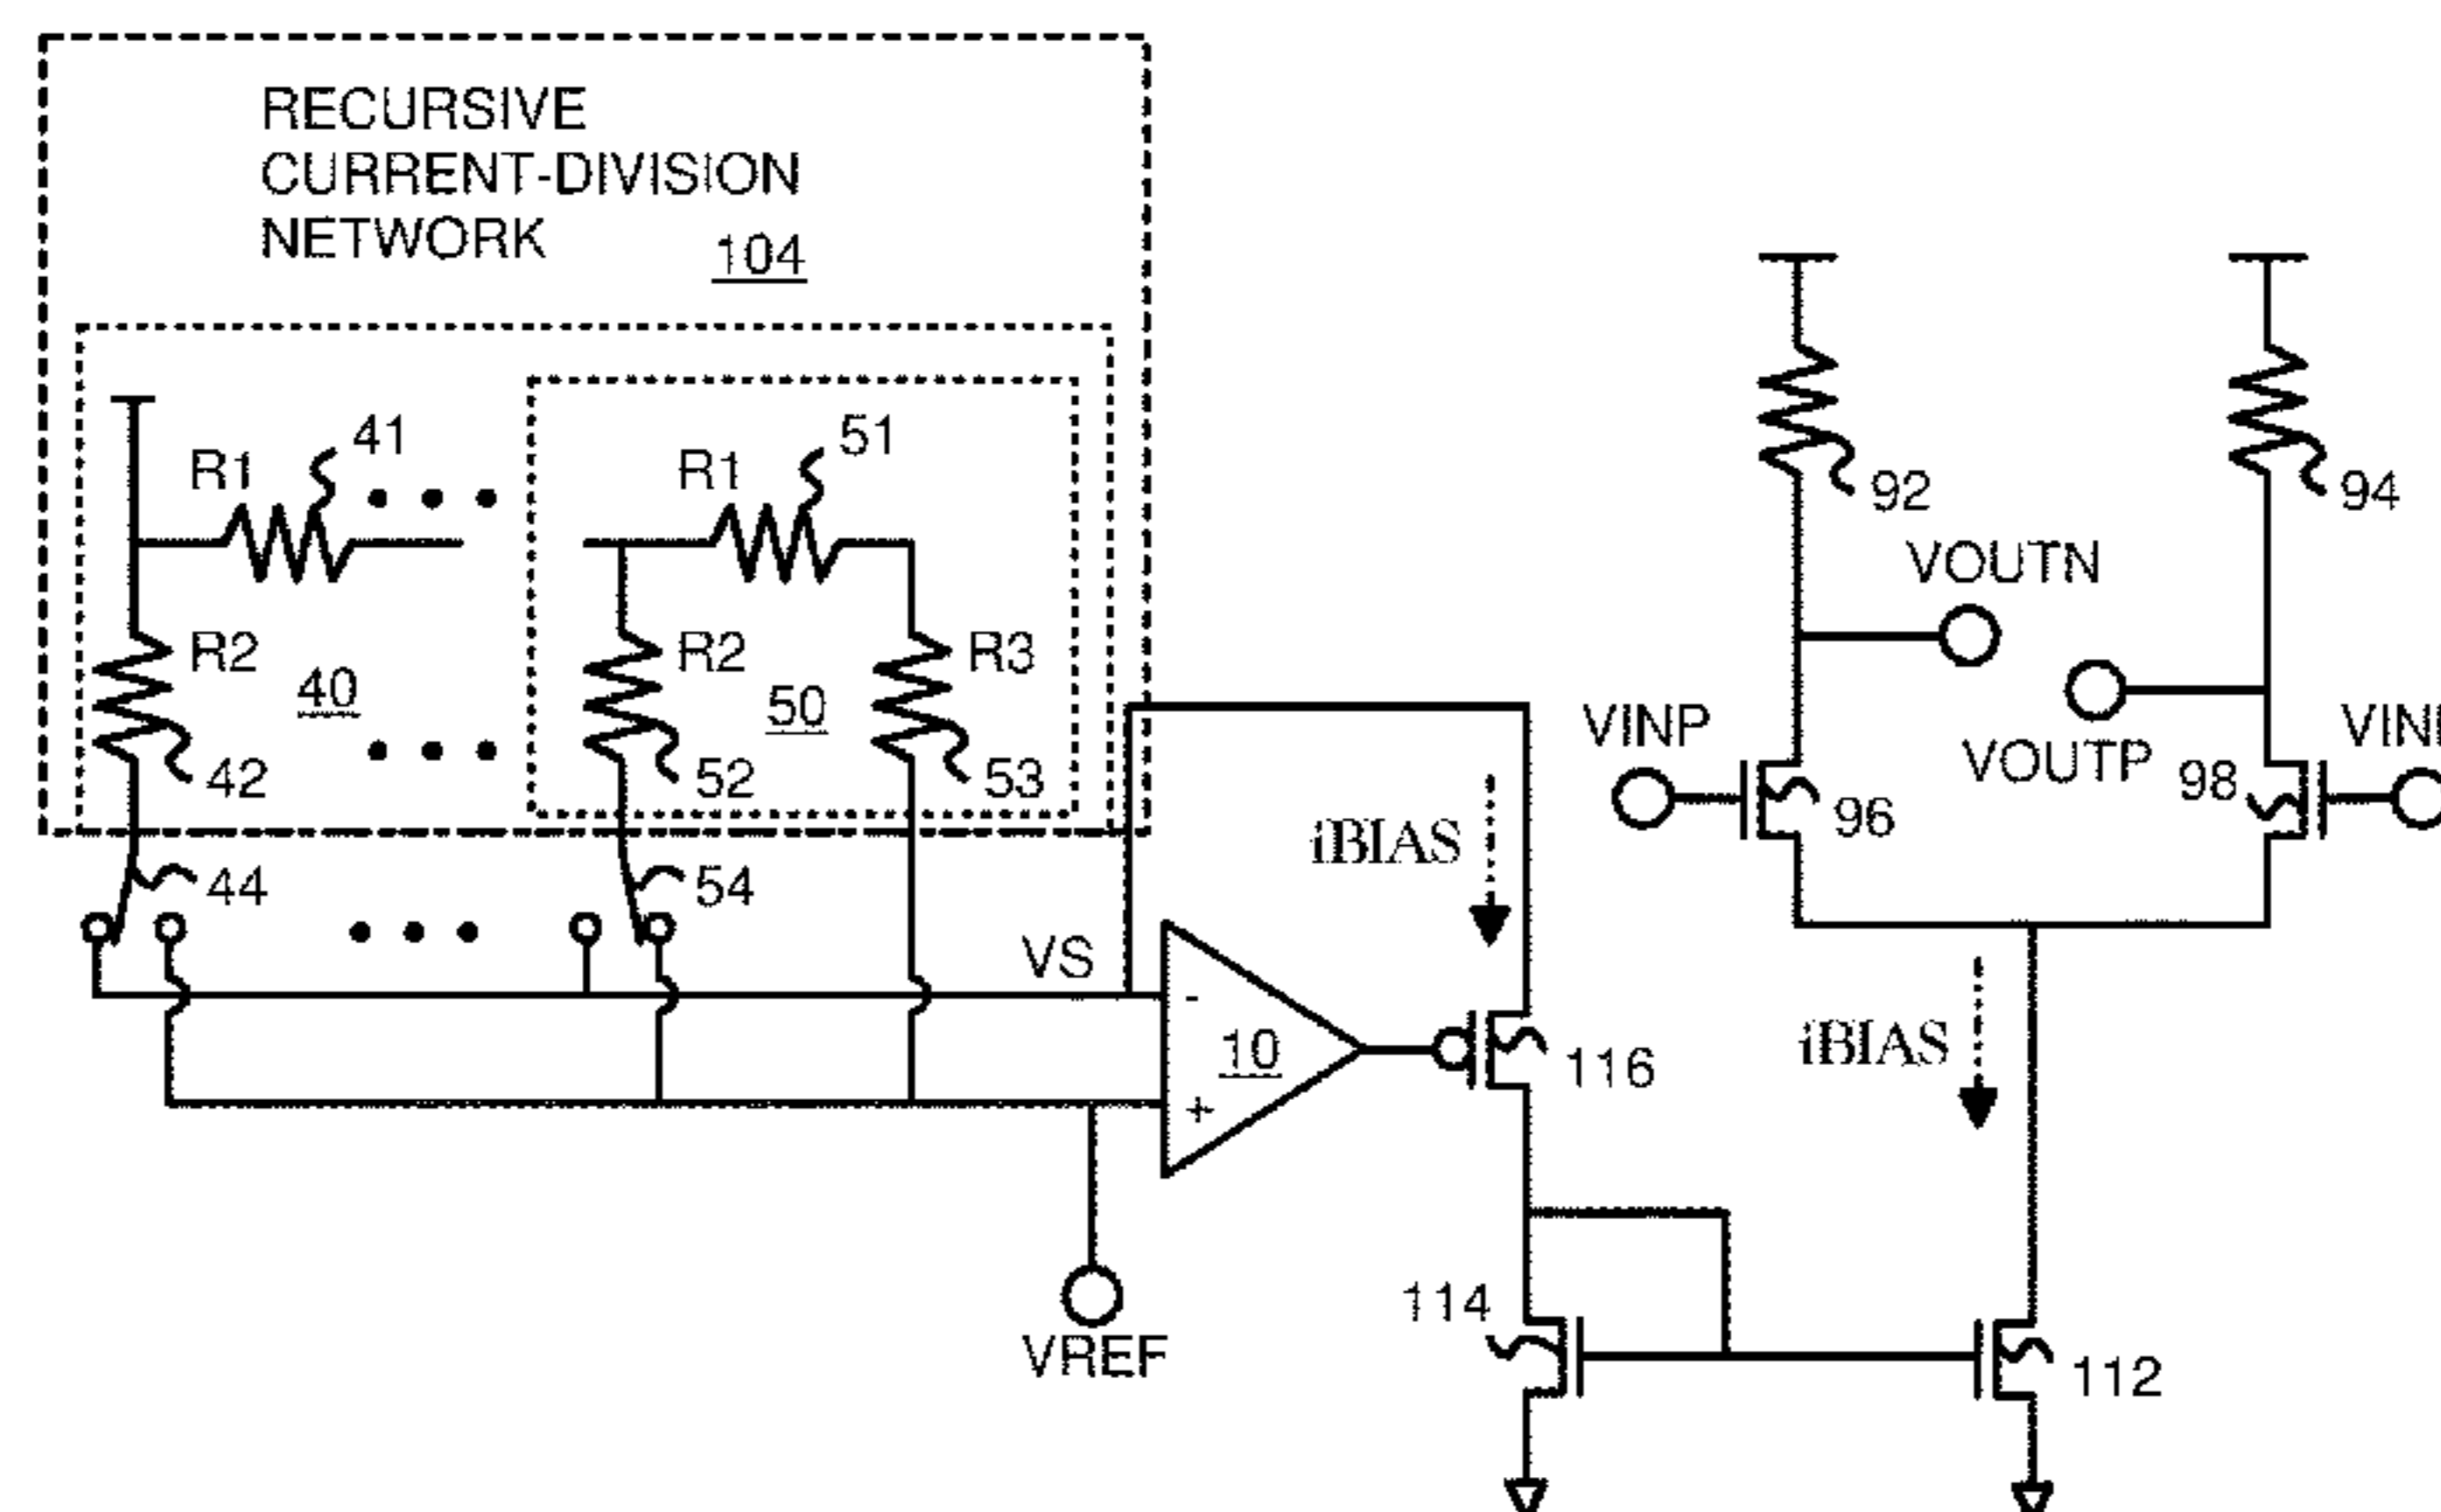 RECURSIVE
CURRENT-DIVISION
NETWORK
104
R1
41
R1
51
92
94
VOUTN
R2
40
42
R2
50
52
R3
53
VINP
VOUTP
98
96
iBIAS
44
54
VS
-
10
+
116
iBIAS
VREF
114
112